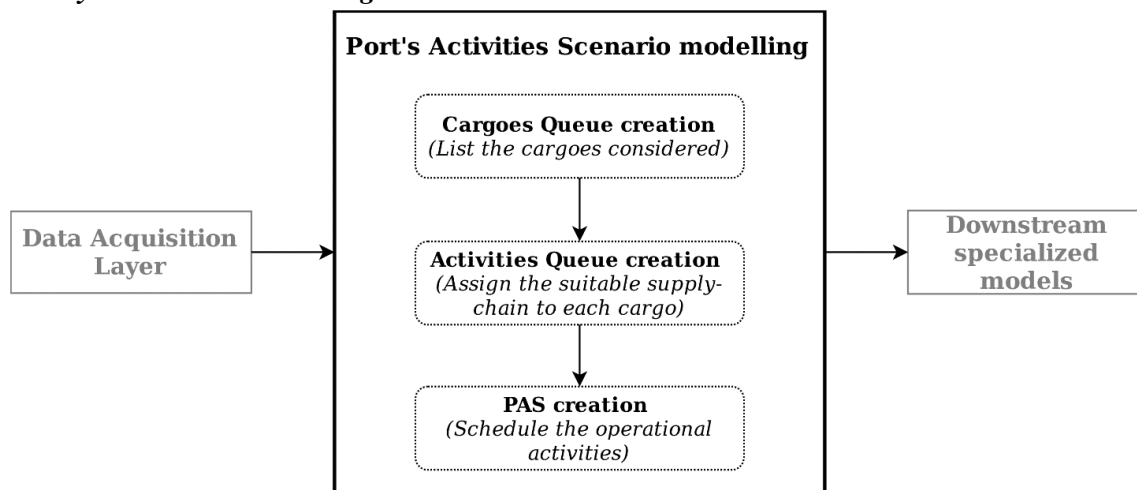 Port's Activities Scenario modelling
Cargoes Queue creation
(List the cargoes considered)
Data Acquisition
Layer
Activities Queue creation
(Assign the suitable supply-
chain to each cargo)
Downstream
specialized
models
PAS creation
(Schedule the operational
activities)